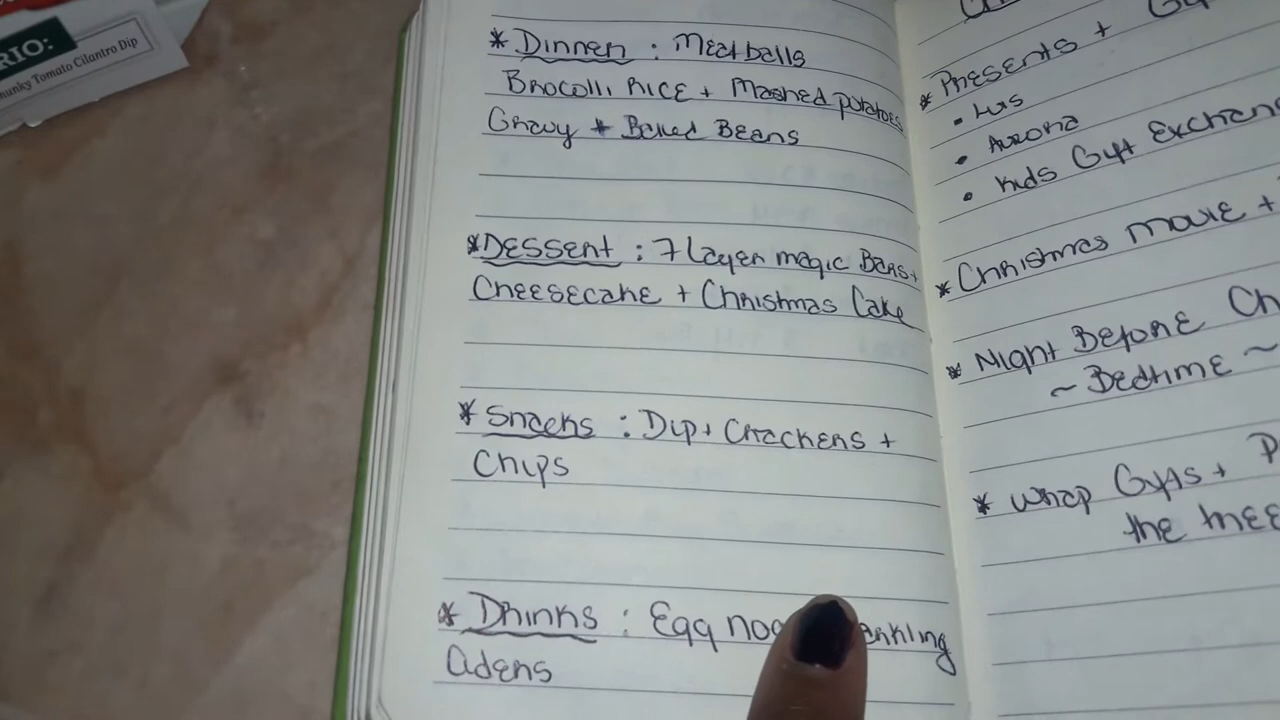 RIO:
hunky Tomato Cilantro Dip
* Dinner : Meatballs
Brocolli Rice + Mashed potatoes
Gravy * Baked Beans
* Dessert : 7 layer magic Bars +
Cheesecake + Christmas Cake
* Snacks : Dip + Crackers +
Chips
* Drinks : Egg nog
Ciders
* Presents +
• Luis
• Aurora
• Kids Gift Exchan
* Christmas movie +
* Night Before Ch
~ Bedtime ~
* Wrap Gifts + P
the tree